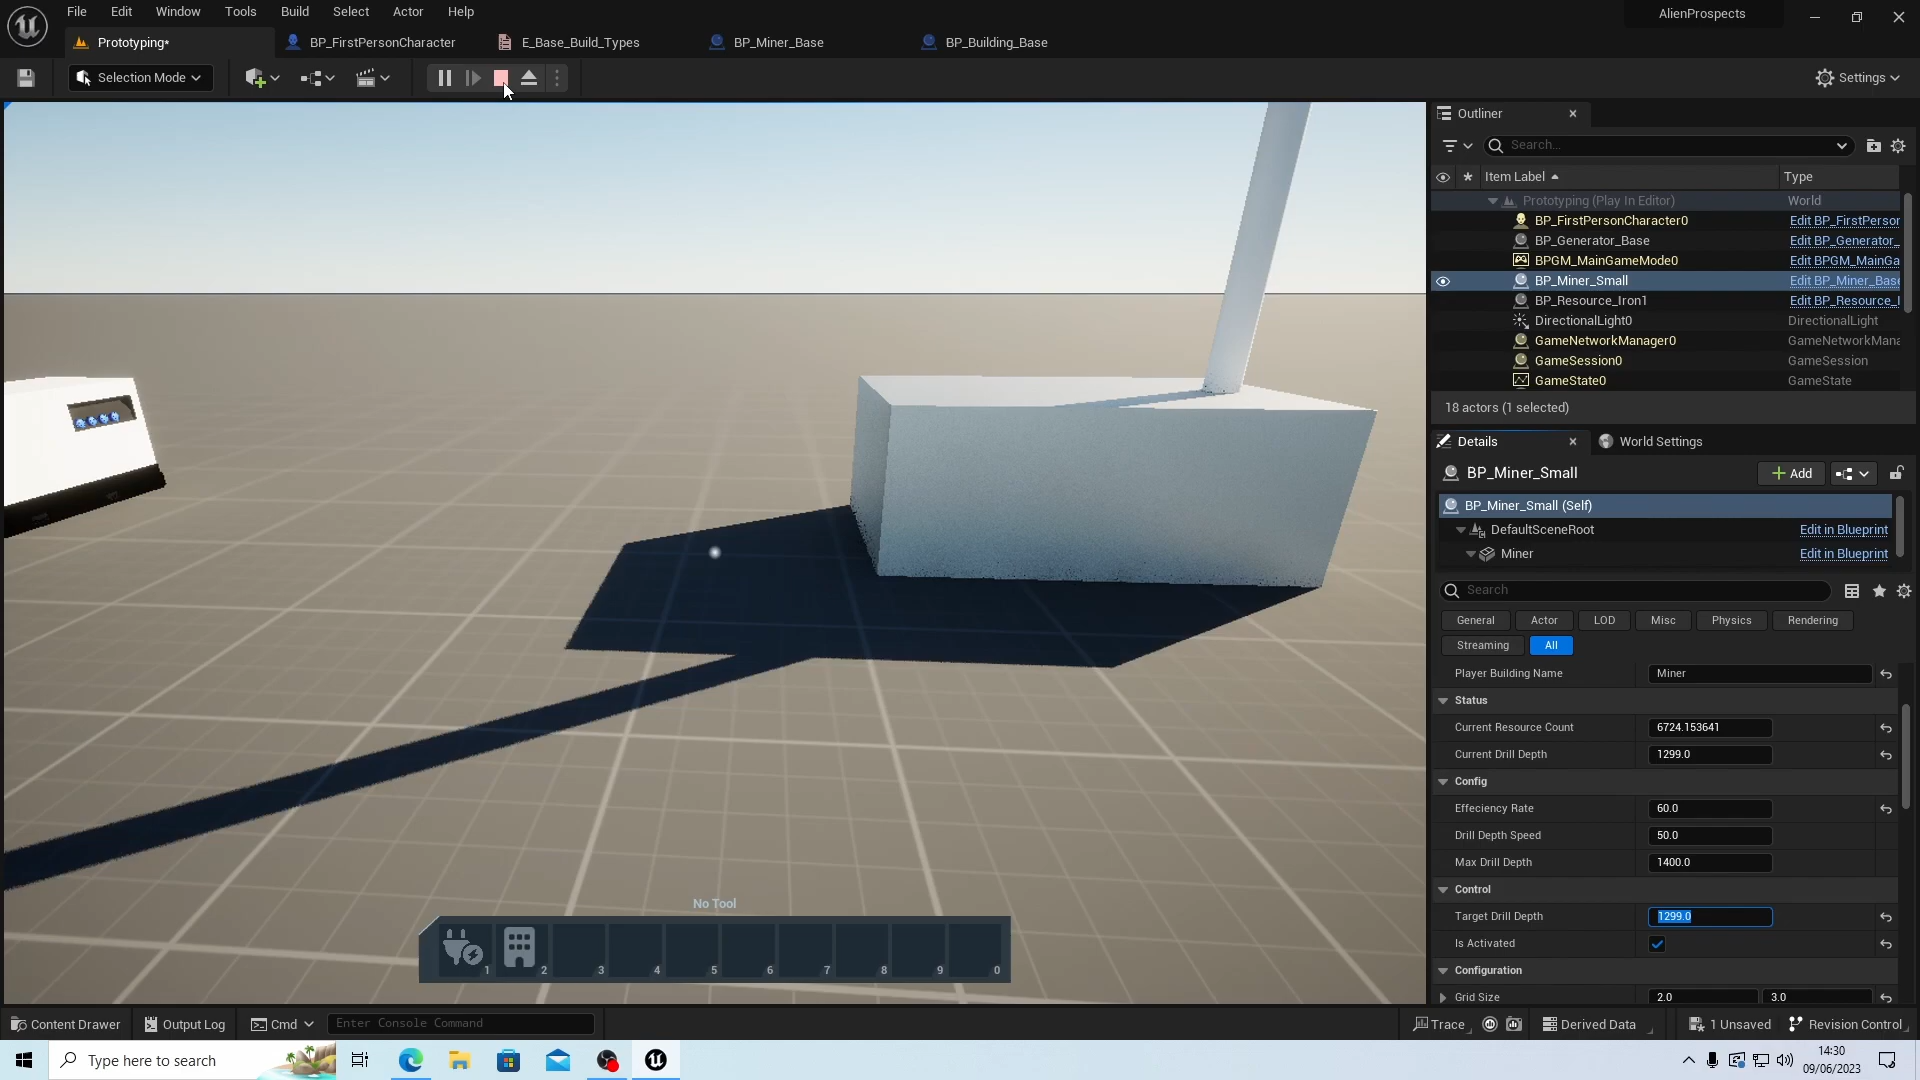 File Edit Window Tools Build Select Actor Help
AlienProspects
Prototyping* BP_FirstPersonCharacter E_Base_Build_Types BP_Miner_Base BP_Building_Base
Selection Mode
Settings
Outliner
Search...
Item Label Type
Prototyping (Play In Editor) World
BP_FirstPersonCharacter0 Edit BP_FirstPerson
BP_Generator_Base Edit BP_Generator_
BPGM_MainGameMode0 Edit BPGM_MainGa
BP_Miner_Small Edit BP_Miner_Base
BP_Resource_Iron1 Edit BP_Resource_I
DirectionalLight0 DirectionalLight
GameNetworkManager0 GameNetworkMana
GameSession0 GameSession
GameState0 GameState
18 actors (1 selected)
Details World Settings
BP_Miner_Small Add
BP_Miner_Small (Self)
DefaultSceneRoot Edit in Blueprint
Miner Edit in Blueprint
Search
General Actor LOD Misc Physics Rendering
Streaming All
Player Building Name Miner
Status
Current Resource Count 6724.153641
Current Drill Depth 1299.0
Config
Effeciency Rate 60.0
Drill Depth Speed 50.0
Max Drill Depth 1400.0
Control
Target Drill Depth 1299.0
Is Activated
Configuration
Grid Size 2.0 3.0
No Tool
1 2 3 4 5 6 7 8 9 0
Content Drawer Output Log Cmd Enter Console Command Trace Derived Data 1 Unsaved Revision Control
Type here to search
14:30
09/06/2023